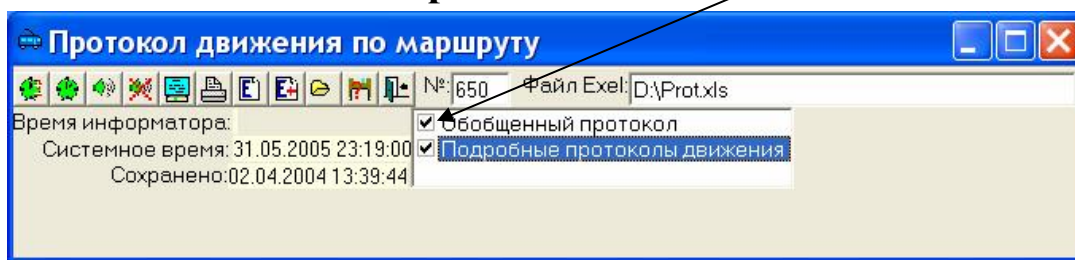 Протокол движения по маршруту
№: 650 Файл Exel: D:\Prot.xls
Время информатора:
Обобщенный протокол
Системное время: 31.05.2005 23:19:00
Подробные протоколы движения
Сохранено: 02.04.2004 13:39:44